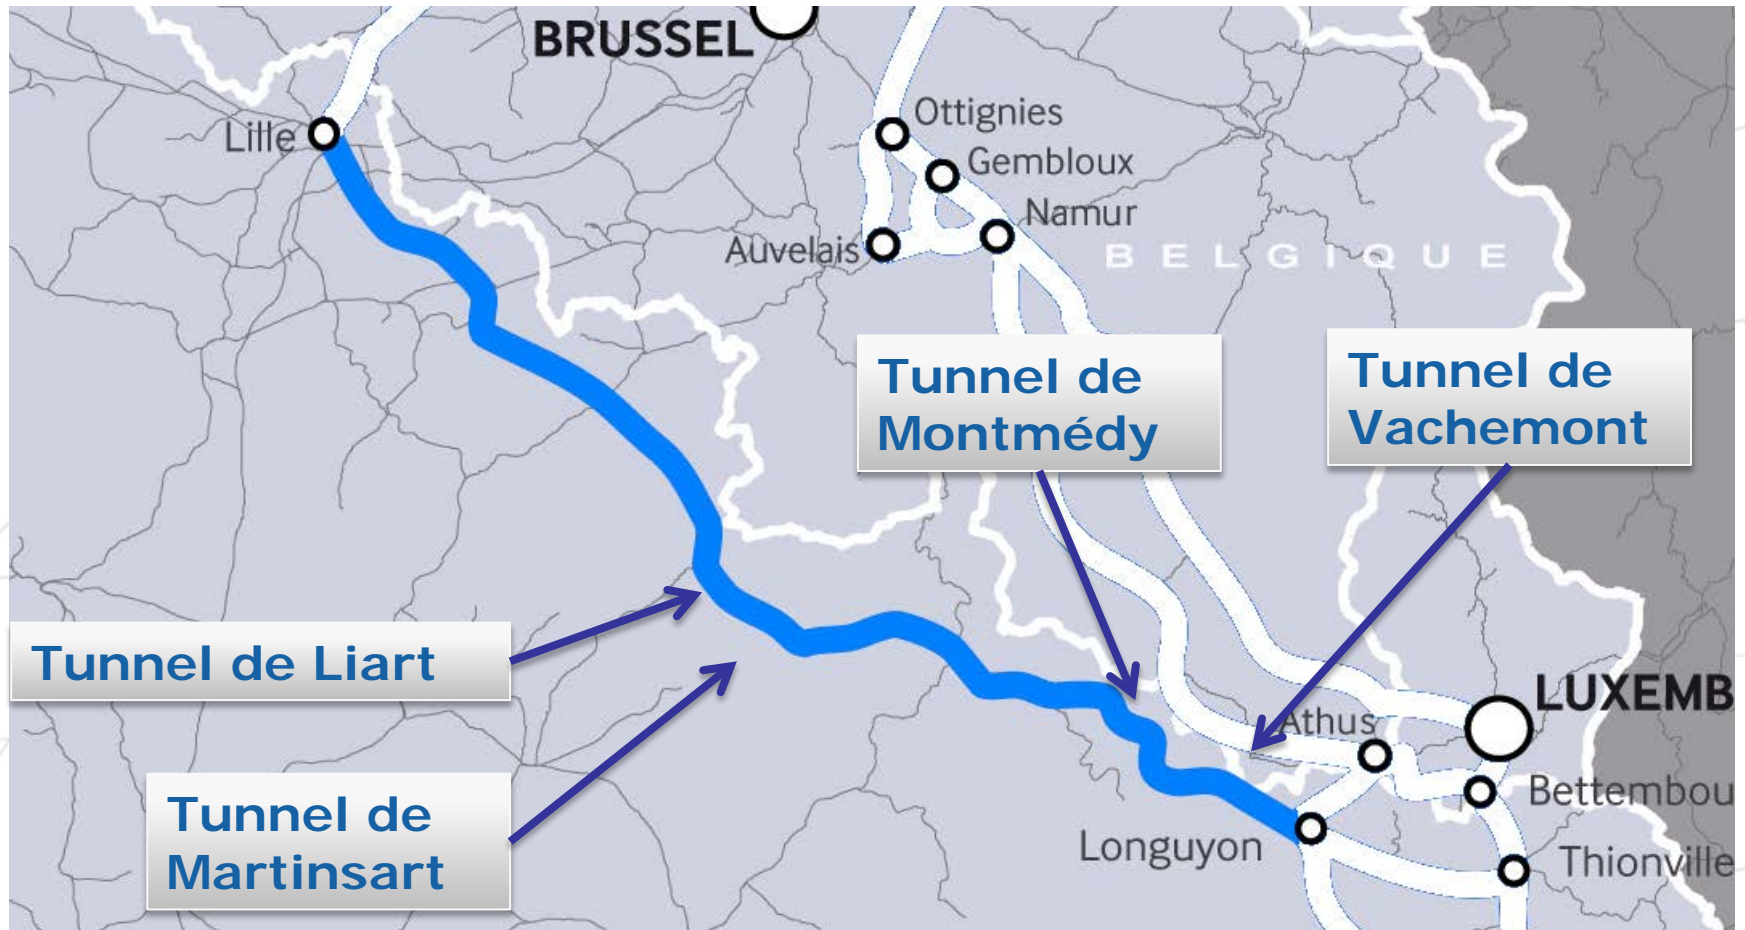 BRUSSEL
Lille
Ottignies
Gembloux
Namur
Auvelais
BELGIQUE
Tunnel de
Montmédy
Tunnel de
Vachemont
Tunnel de Liart
LUXEMB
Athus
Bettembou
Tunnel de
Martinsart
Longuyon
Thionville